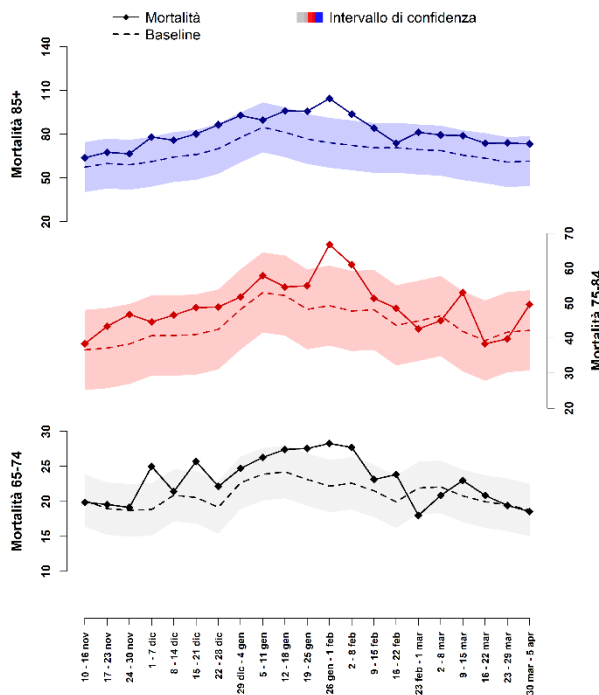 Mortalità
Baseline
Intervallo di confidenza
Mortalità 85+
140
110
80
50
20
Mortalità 75-84
70
60
50
40
30
20
Mortalità 65-74
30
25
20
15
10
10 - 16 nov
17 - 23 nov
24 - 30 nov
1 - 7 dic
8 - 14 dic
15 - 21 dic
22 - 28 dic
29 dic - 4 gen
5 - 11 gen
12 - 18 gen
19 - 25 gen
26 gen - 1 feb
2 - 8 feb
9 - 15 feb
16 - 22 feb
23 feb - 1 mar
2 - 8 mar
9 - 15 mar
16 - 22 mar
23 - 29 mar
30 mar - 5 apr